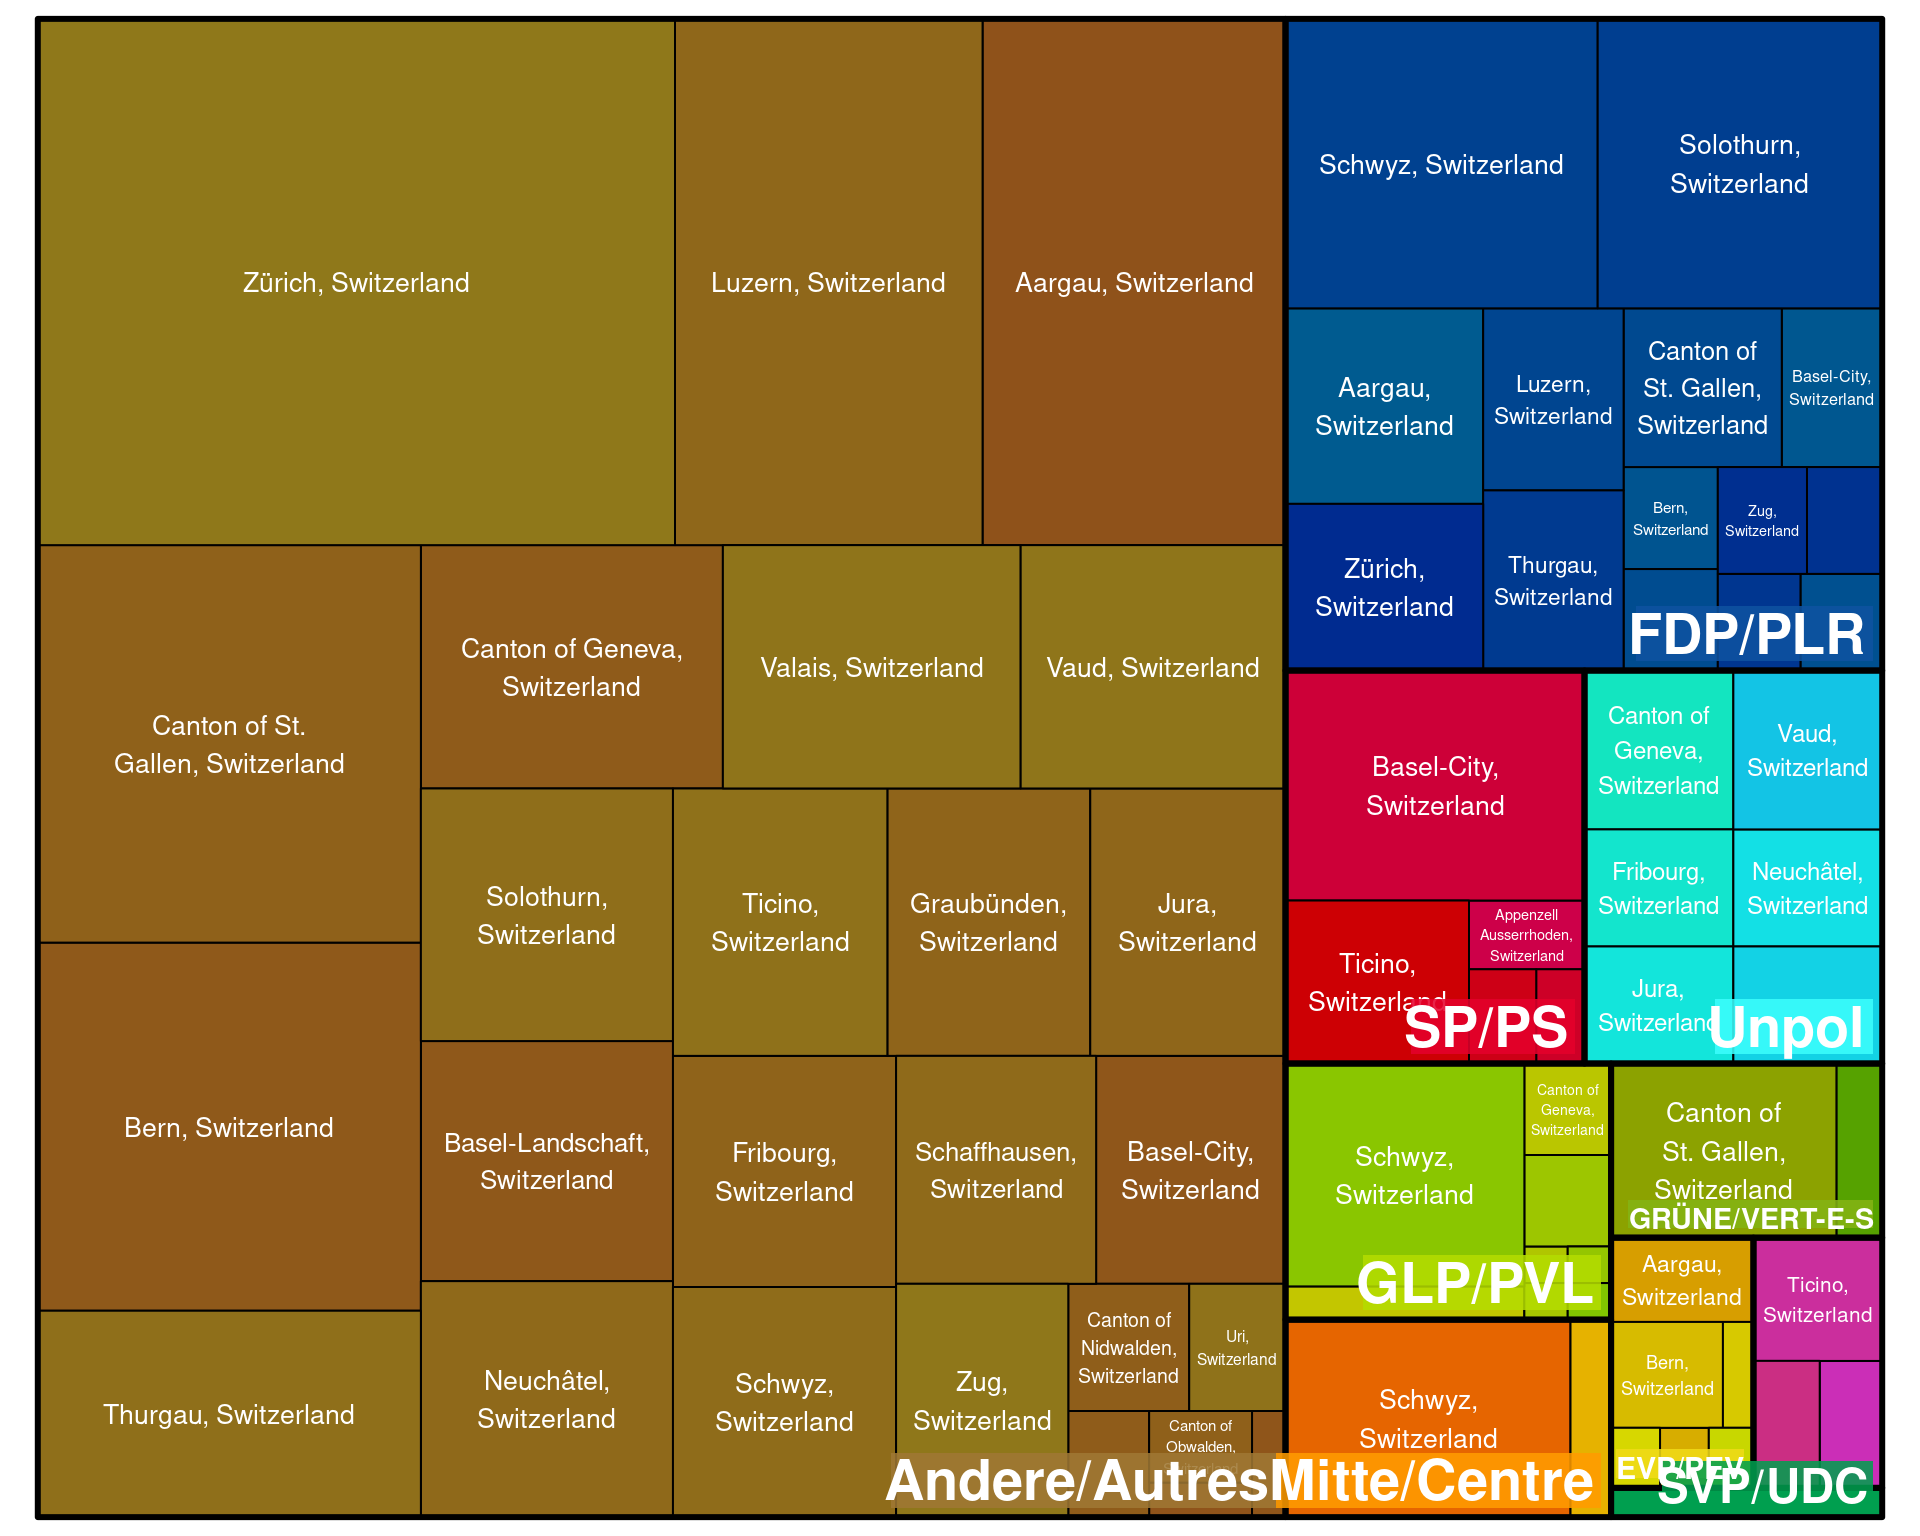 Zürich, Switzerland
Luzern, Switzerland
Aargau, Switzerland
Canton of St.
Gallen, Switzerland
Bern, Switzerland
Thurgau, Switzerland
Canton of Geneva,
Switzerland
Valais, Switzerland
Vaud, Switzerland
Solothurn,
Switzerland
Ticino,
Switzerland
Graubünden,
Switzerland
Jura,
Switzerland
Basel-Landschaft,
Switzerland
Neuchâtel,
Switzerland
Fribourg,
Switzerland
Schaffhausen,
Switzerland
Basel-City,
Switzerland
Schwyz,
Switzerland
Zug,
Switzerland
Canton of
Nidwalden,
Switzerland
Uri,
Switzerland
Canton of
Obwalden,
Andere/Autres
Schwyz, Switzerland
Solothurn,
Switzerland
Aargau,
Switzerland
Luzern,
Switzerland
Canton of
St. Gallen,
Switzerland
Basel-City,
Switzerland
Zürich,
Switzerland
Thurgau,
Switzerland
Bern,
Switzerland
Zug,
Switzerland
FDP/PLR
Basel-City,
Switzerland
Ticino,
Switzerland
Appenzell
Ausserrhoden,
Switzerland
SP/PS
Canton of
Geneva,
Switzerland
Vaud,
Switzerland
Fribourg,
Switzerland
Neuchâtel,
Switzerland
Jura,
Switzerland
Unpol
Schwyz,
Switzerland
Canton of
Geneva,
Switzerland
GLP/PVL
Canton of
St. Gallen,
Switzerland
GRÜNE/VERT-E-S
Schwyz,
Switzerland
Mitte/Centre
Aargau,
Switzerland
Bern,
Switzerland
EVP/PEV
Ticino,
Switzerland
SVP/UDC